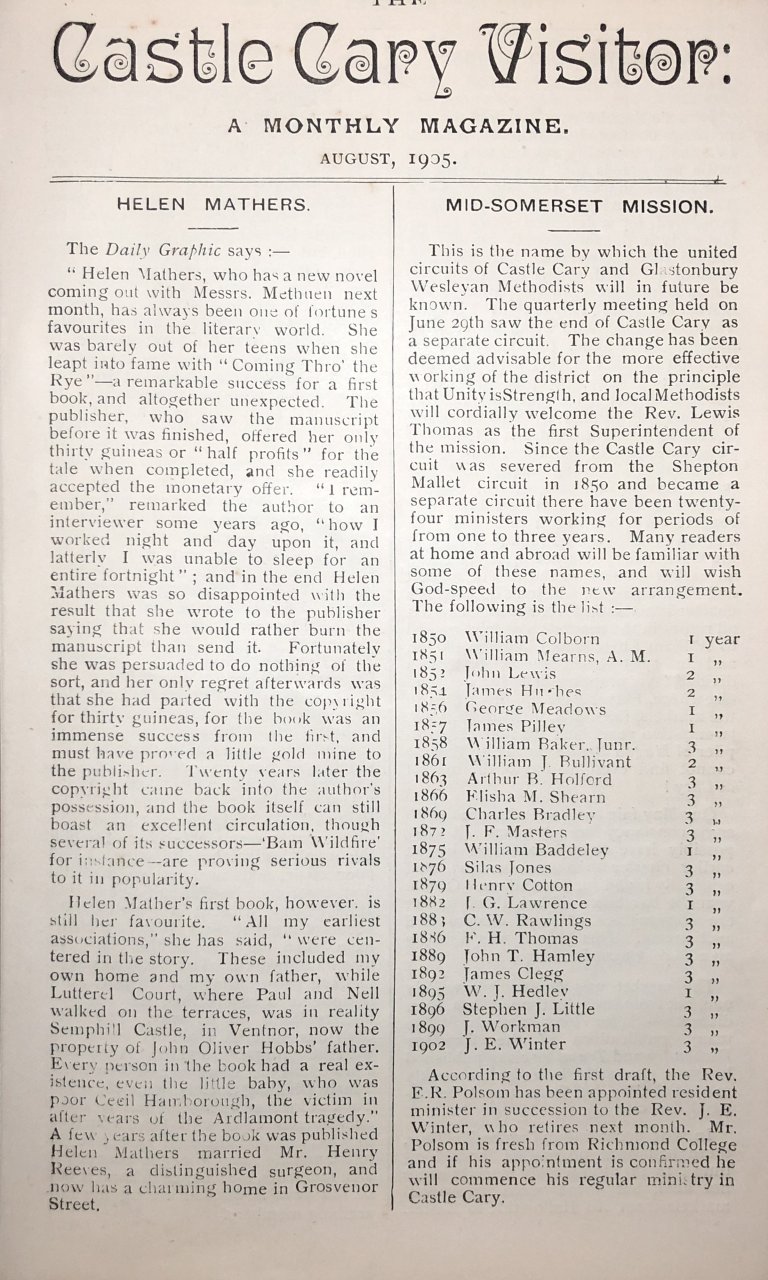 THE
Castle Cary Visitor:
A MONTHLY MAGAZINE.
AUGUST, 1905.
HELEN MATHERS.
The Daily Graphic says :—
“ Helen Mathers, who has a new novel
coming out with Messrs. Methuen next
month, has always been one of fortune s
favourites in the literary world. She
was barely out of her teens when she
leapt into fame with “ Coming Thro' the
Rye ”—a remarkable success for a first
book, and altogether unexpected. The
publisher, who saw the manuscript
before it was finished, offered her only
thirty guineas or “ half profits ” for the
tale when completed, and she readily
accepted the monetary offer. “ I rem-
ember,” remarked the author to an
interviewer some years ago, “ how I
worked night and day upon it, and
latterly I was unable to sleep for an
entire fortnight ” ; and in the end Helen
Mathers was so disappointed with the
result that she wrote to the publisher
saying that she would rather burn the
manuscript than send it. Fortunately
she was persuaded to do nothing of the
sort, and her only regret afterwards was
that she had parted with the copyright
for thirty guineas, for the book was an
immense success from the first, and
must have proved a little gold mine to
the publisher. Twenty years later the
copyright came back into the author's
possession, and the book itself can still
boast an excellent circulation, though
several of its successors—‘Bam Wildfire’
for instance—are proving serious rivals
to it in popularity.
Helen Mather's first book, however. is
still her favourite. “ All my earliest
associations,” she has said, “ were cen-
tered in the story. These included my
own home and my own father, while
Lutterel Court, where Paul and Nell
walked on the terraces, was in reality
Semphill Castle, in Ventnor, now the
property of John Oliver Hobbs' father.
Every person in the book had a real ex-
istence, even the little baby, who was
poor Cecil Hamborough, the victim in
after years of the Ardlamont tragedy.”
A few years after the book was published
Helen Mathers married Mr. Henry
Reeves, a distinguished surgeon, and
now has a charming home in Grosvenor
Street.
MID-SOMERSET MISSION.
This is the name by which the united
circuits of Castle Cary and Glastonbury
Wesleyan Methodists will in future be
known. The quarterly meeting held on
June 29th saw the end of Castle Cary as
a separate circuit. The change has been
deemed advisable for the more effective
working of the district on the principle
that Unity is Strength, and local Methodists
will cordially welcome the Rev. Lewis
Thomas as the first Superintendent of
the mission. Since the Castle Cary cir-
cuit was severed from the Shepton
Mallet circuit in 1850 and became a
separate circuit there have been twenty-
four ministers working for periods of
from one to three years. Many readers
at home and abroad will be familiar with
some of these names, and will wish
God-speed to the new arrangement.
The following is the list :—
1850 William Colborn 1 year
1851 William Mearns, A. M. 1 „
1852 John Lewis 2 „
1854 James Hughes 2 „
1856 George Meadows 1 „
1857 James Pilley 1 „
1858 William Baker, Junr. 3 „
1861 William J. Bullivant 2 „
1863 Arthur B. Holford 3 „
1866 Elisha M. Shearn 3 „
1869 Charles Bradley 3 „
1872 J. F. Masters 3 „
1875 William Baddeley 1 „
1876 Silas Jones 3 „
1879 Henry Cotton 3 „
1882 J. G. Lawrence 1 „
1883 C. W. Rawlings 3 „
1886 F. H. Thomas 3 „
1889 John T. Hamley 3 „
1892 James Clegg 3 „
1895 W. J. Hedley 1 „
1896 Stephen J. Little 3 „
1899 J. Workman 3 „
1902 J. E. Winter 3 „
According to the first draft, the Rev.
E.R. Polsom has been appointed resident
minister in succession to the Rev. J. E.
Winter, who retires next month. Mr.
Polsom is fresh from Richmond College
and if his appointment is confirmed he
will commence his regular ministry in
Castle Cary.